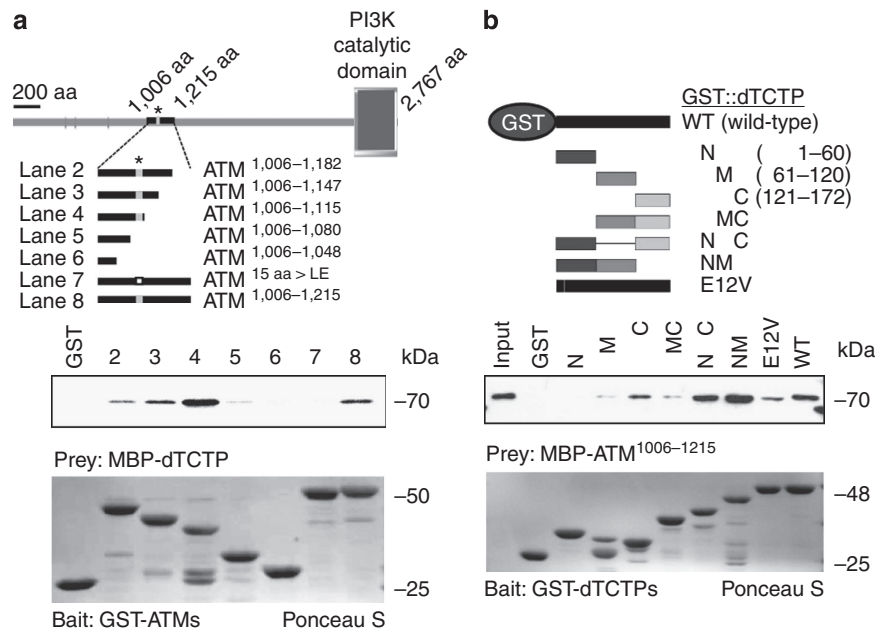 a
200 aa
1,006 aa
*
1,215 aa
PI3K
catalytic
domain
2,767 aa
*
Lane 2 ATM 1,006–1,182
Lane 3 ATM 1,006–1,147
Lane 4 ATM 1,006–1,115
Lane 5 ATM 1,006–1,080
Lane 6 ATM 1,006–1,048
Lane 7 ATM 15 aa > LE
Lane 8 ATM 1,006–1,215
GST 2 3 4 5 6 7 8 kDa
–70
Prey: MBP-dTCTP
–50
–25
Bait: GST-ATMs Ponceau S
b
GST::dTCTP
GST WT (wild-type)
N ( 1–60)
M ( 61–120)
C (121–172)
MC
N C
NM
E12V
Input GST N M C MC N C NM E12V WT kDa
–70
Prey: MBP-ATM1006–1215
–48
–25
Bait: GST-dTCTPs Ponceau S